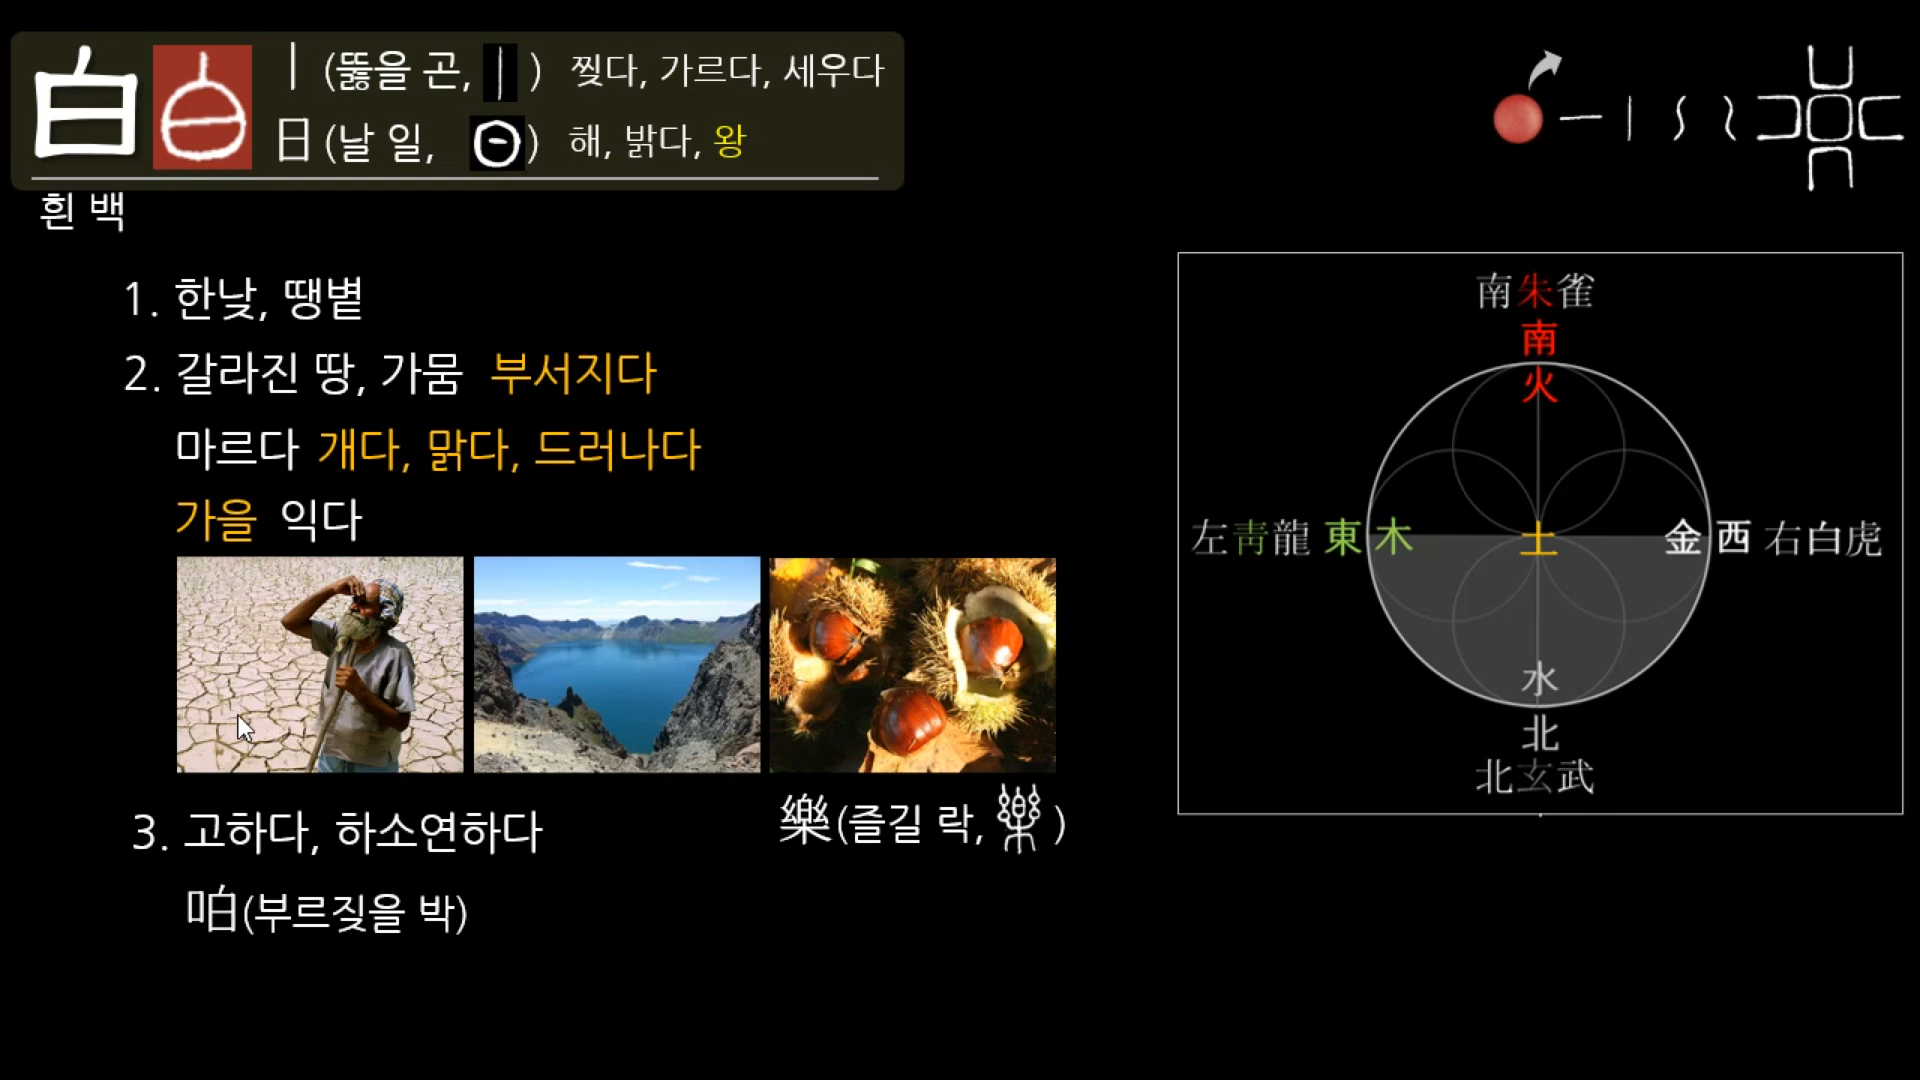 白 丨 (뚫을 곤, 丨 ) 찢다, 가르다, 세우다
日 (날 일, ) 해, 밝다, 왕
흰 백
1. 한낮, 땡볕
2. 갈라진 땅, 가뭄 부서지다
마르다 개다, 맑다, 드러나다
가을 익다
樂(즐길 락, )
3. 고하다, 하소연하다
啪(부르짖을 박)
南朱雀
南
火
左靑龍 東 木 土 金 西 右白虎
水
北
北玄武